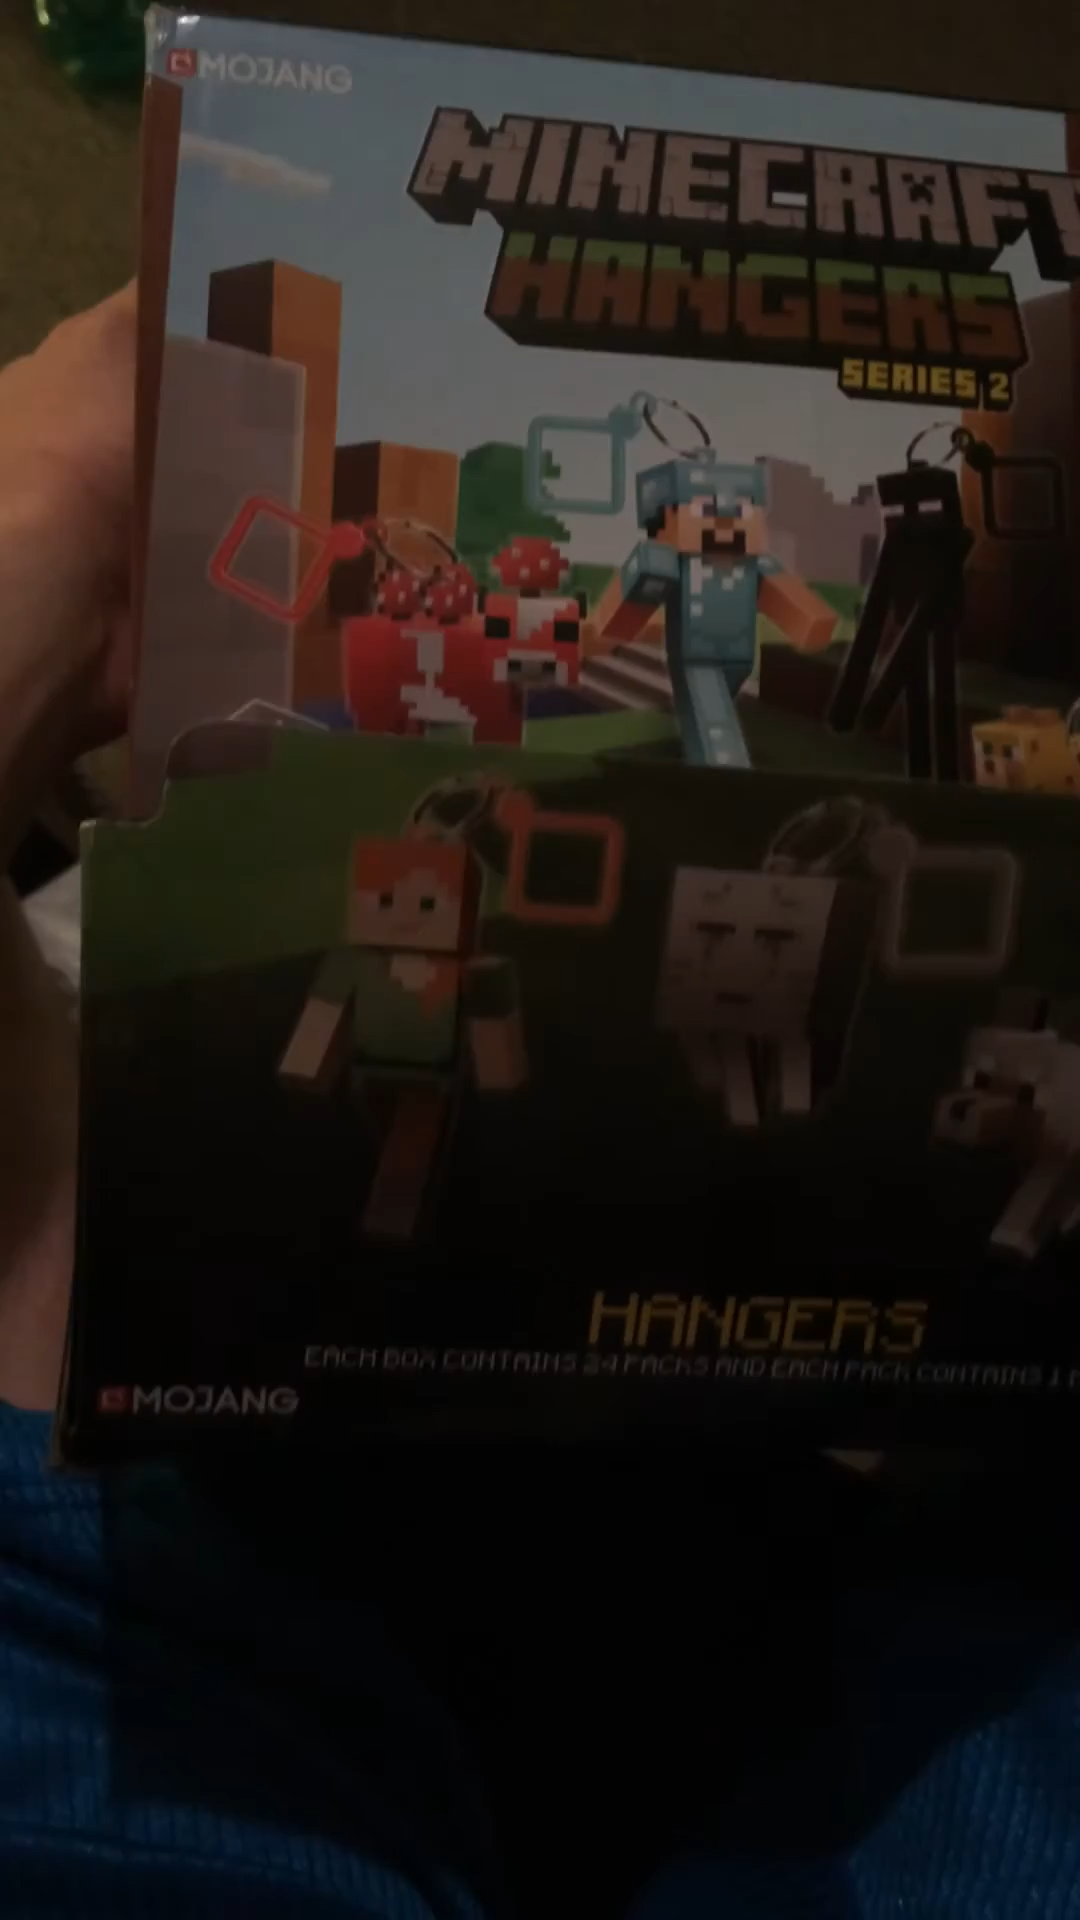 MOJANG
MINECRAFT
HANGERS
SERIES 2
HANGERS
EACH BOX CONTAINS 24 PACKS AND EACH PACK CONTAINS 1
MOJANG